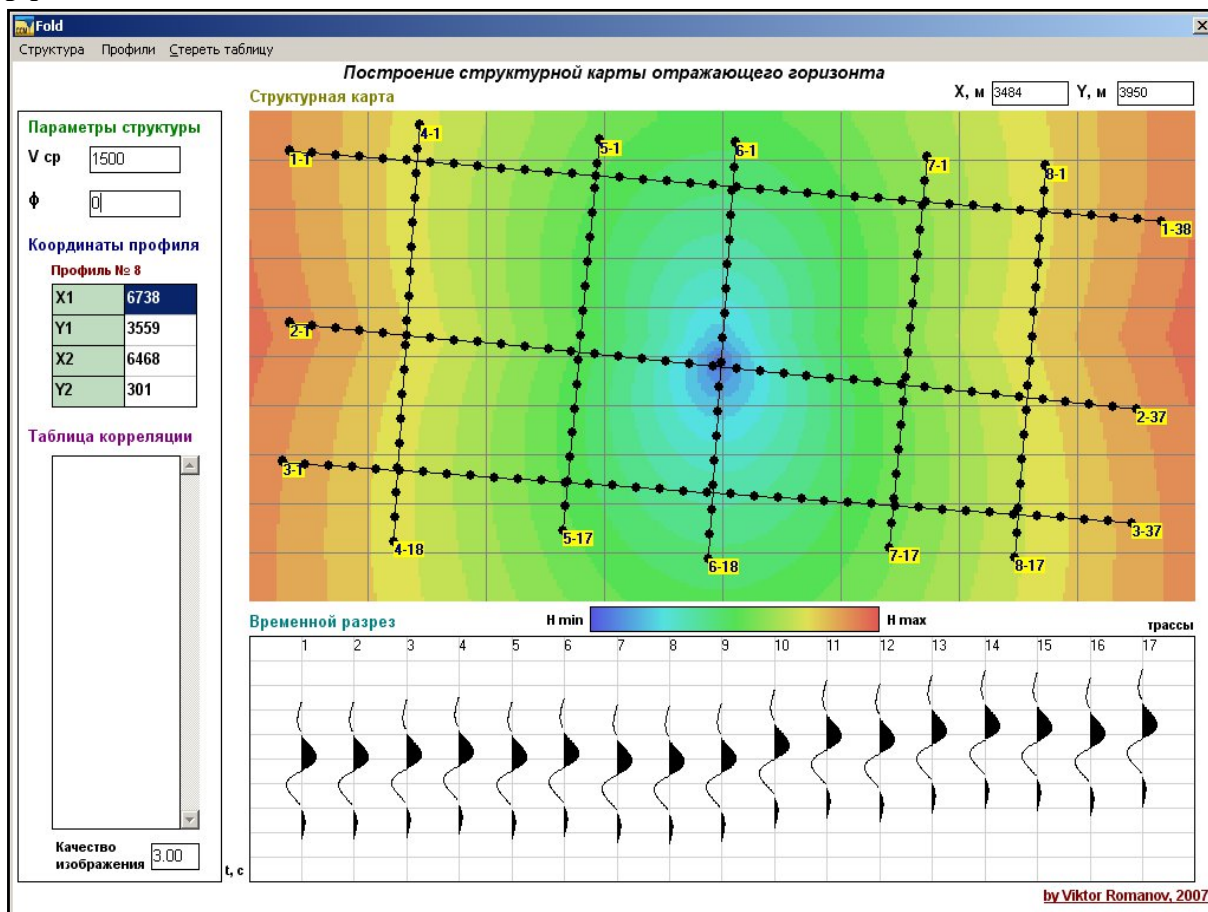 Fold
Структура Профили Стереть таблицу
Построение структурной карты отражающего горизонта
Структурная карта
X, м 3484 Y, м 3950
Параметры структуры
V ср 1500
ф 0
Координаты профиля
Профиль № 8
X1 6738
Y1 3559
X2 6468
Y2 301
Таблица корреляции
Качество
изображения 3.00
1-1
4-1
5-1
6-1
7-1
8-1
1-38
2-1
2-37
3-1
3-37
4-18
5-17
6-18
7-17
8-17
Временной разрез
H min
H max
трассы
1 2 3 4 5 6 7 8 9 10 11 12 13 14 15 16 17
t, с
by Viktor Romanov, 2007